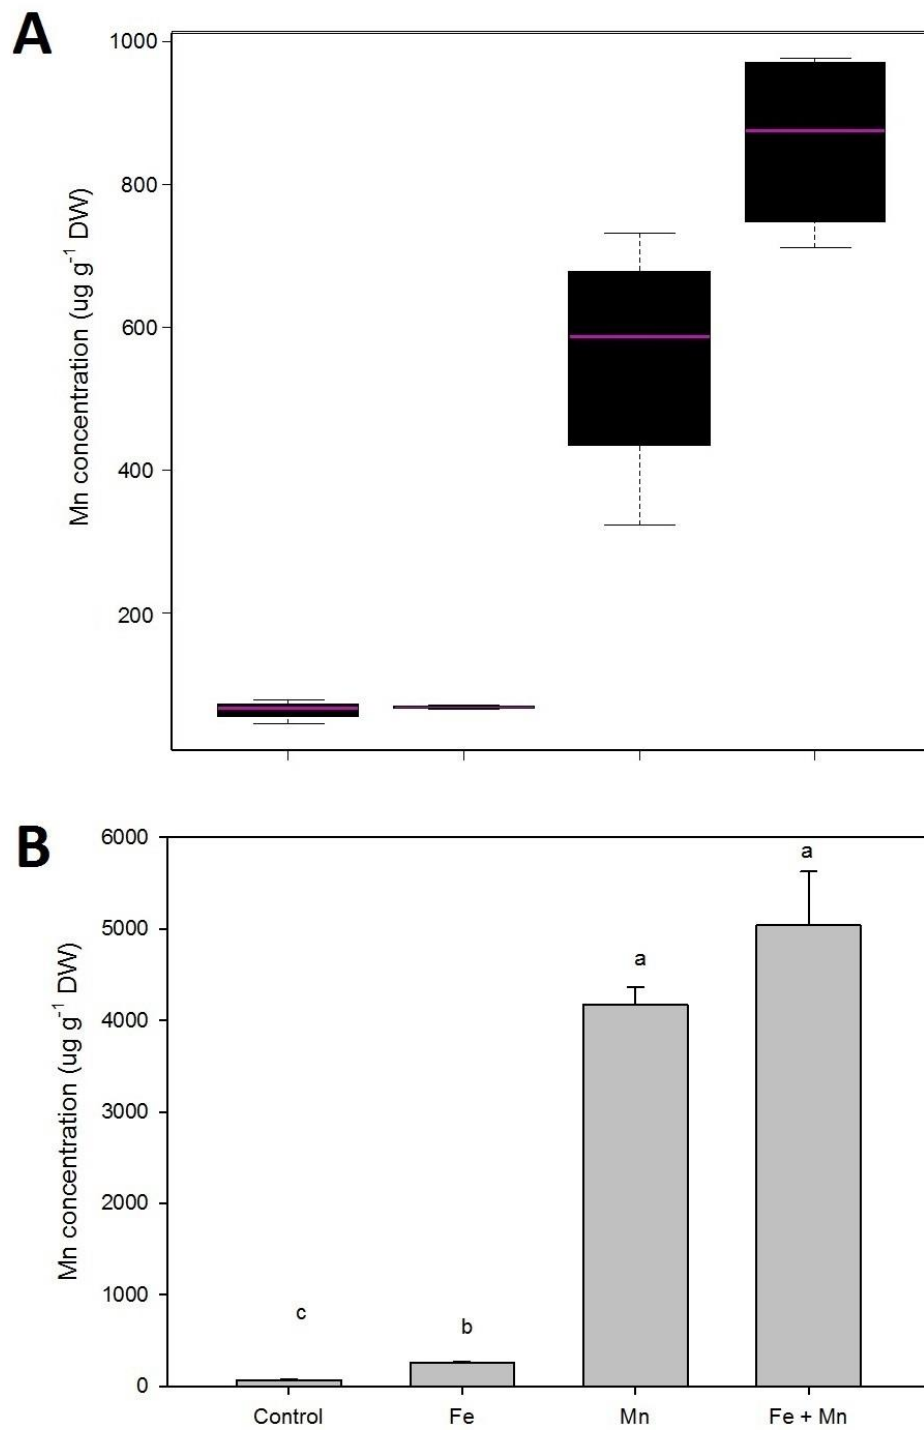 A
1000
800
600
400
200
Mn concentration (ug g⁻¹ DW)
B
6000
5000
4000
3000
2000
1000
0
Mn concentration (ug g⁻¹ DW)
c
b
a
a
Control Fe Mn Fe + Mn